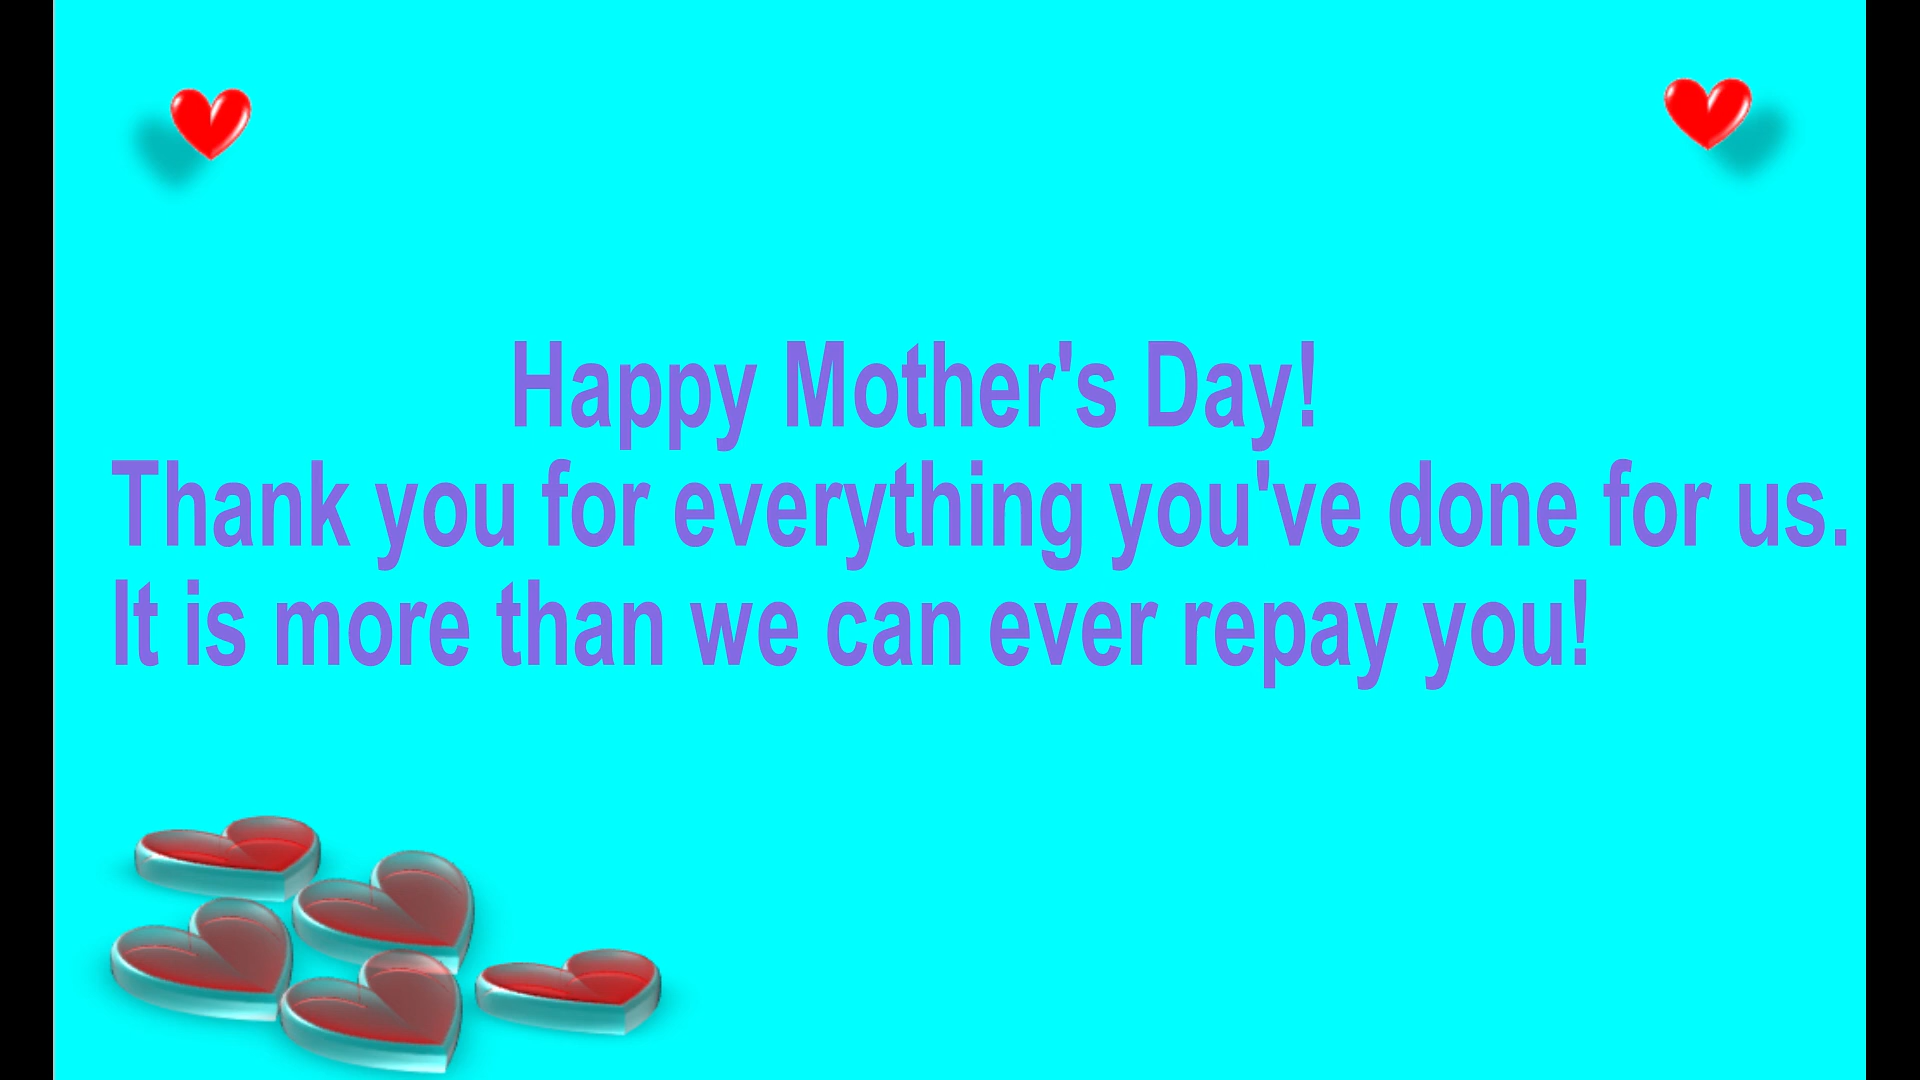 Happy Mother's Day!
Thank you for everything you've done for us.
It is more than we can ever repay you!